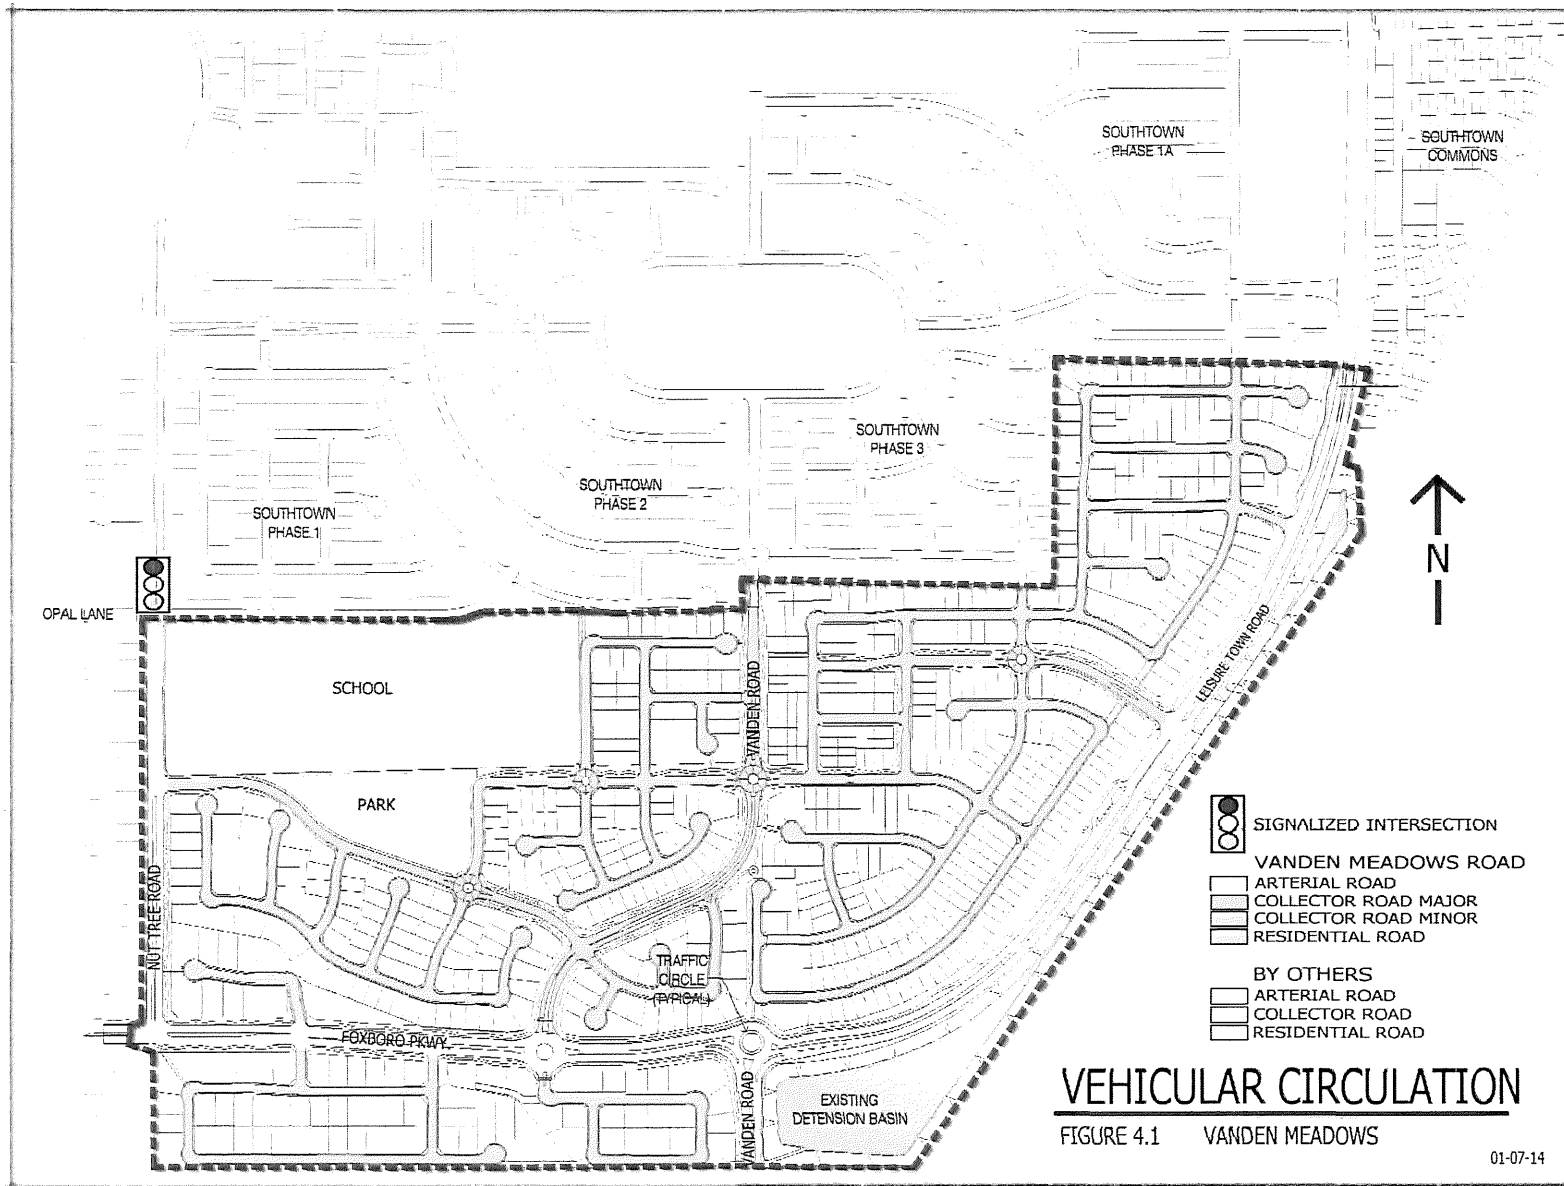 SOUTHTOWN
PHASE 1A
SOUTHTOWN
COMMONS
SOUTHTOWN
PHASE 3
SOUTHTOWN
PHASE 2
SOUTHTOWN
PHASE 1
OPAL LANE
N
SCHOOL
VANDEN ROAD
LEISURE TOWN ROAD
PARK
NUT TREE ROAD
TRAFFIC
CIRCLE
(TYPICAL)
FOXBORO PKWY.
VANDEN ROAD
EXISTING
DETENSION BASIN
SIGNALIZED INTERSECTION
VANDEN MEADOWS ROAD
ARTERIAL ROAD
COLLECTOR ROAD MAJOR
COLLECTOR ROAD MINOR
RESIDENTIAL ROAD
BY OTHERS
ARTERIAL ROAD
COLLECTOR ROAD
RESIDENTIAL ROAD
VEHICULAR CIRCULATION
FIGURE 4.1 VANDEN MEADOWS
01-07-14